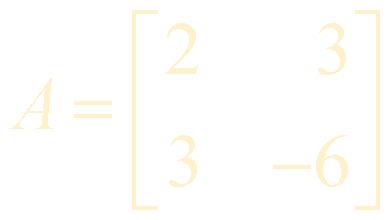 A = [ 2 3
3 −6 ]